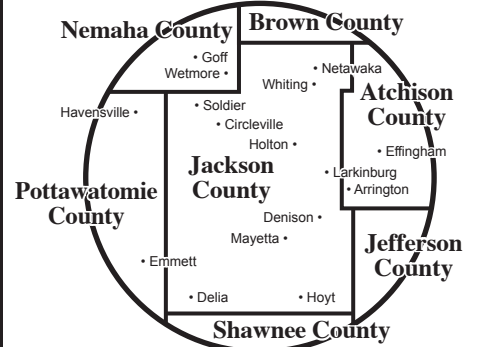 Brown County
Nemaha County
• Goff
Wetmore •
• Netawaka
Whiting •
Atchison
County
Havensville •
• Soldier
• Circleville
Holton •
• Effingham
Jackson
County
• Larkinburg
• Arrington
Pottawatomie
County
Denison •
Mayetta •
Jefferson
County
• Emmett
• Delia
• Hoyt
Shawnee County